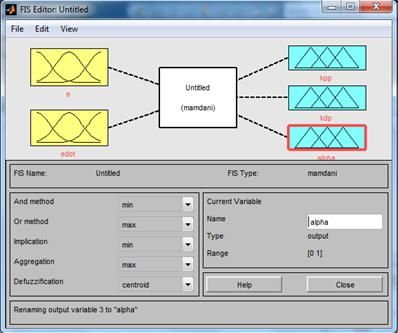 FIS Editor: Untitled
File Edit View
e
edot
Untitled
(mamdani)
kpp
kdp
alpha
FIS Name: Untitled FIS Type: mamdani
And method min
Or method max
Implication min
Aggregation max
Defuzzification centroid
Current Variable
Name alpha
Type output
Range [0 1]
Help Close
Renaming output variable 3 to "alpha"